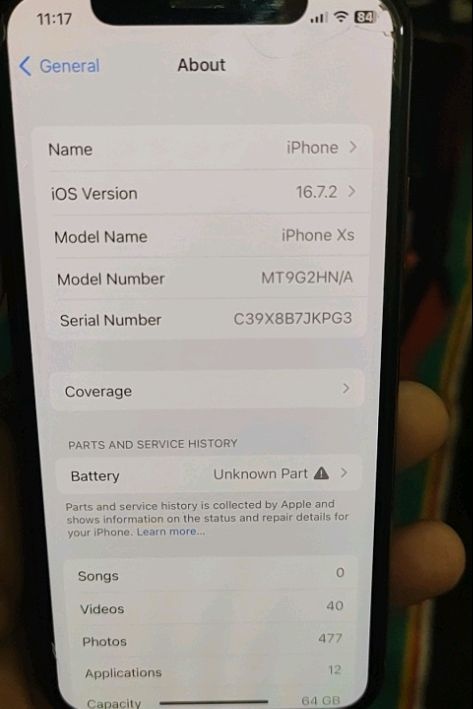 11:17 84
General About
Name iPhone
iOS Version 16.7.2
Model Name iPhone Xs
Model Number MT9G2HN/A
Serial Number C39X8B7JKPG3
Coverage
PARTS AND SERVICE HISTORY
Battery Unknown Part
Parts and service history is collected by Apple and
shows information on the status and repair details for
your iPhone. Learn more...
Songs 0
Videos 40
Photos 477
Applications 12
Capacity 64 GB